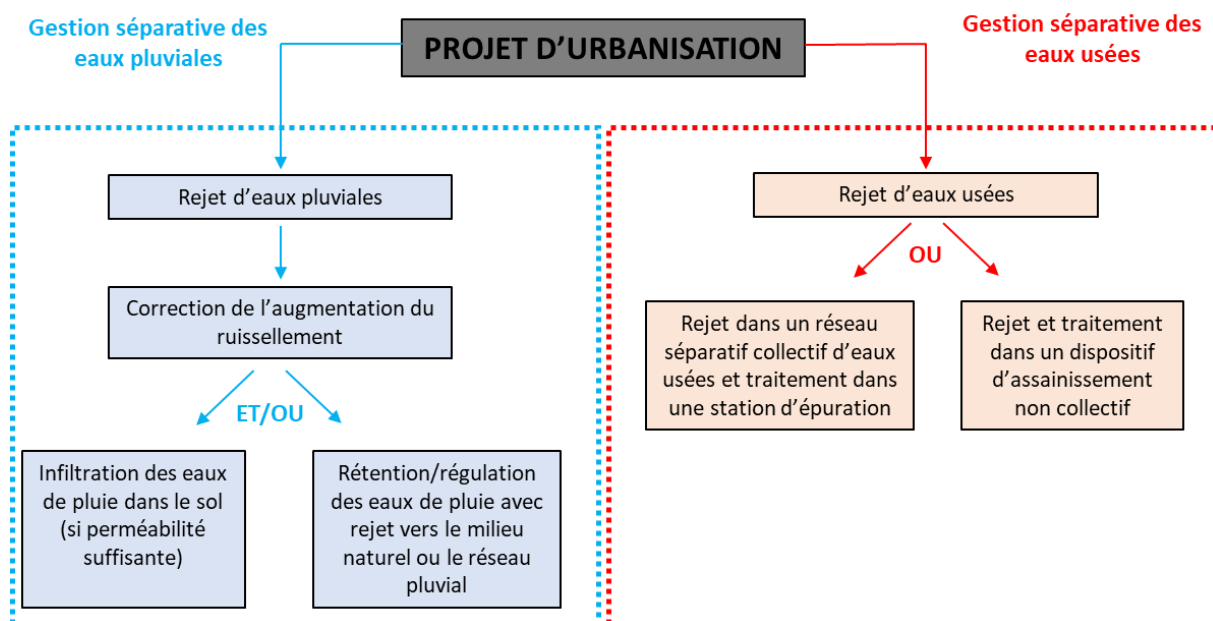 Gestion séparative des
eaux pluviales
PROJET D’URBANISATION
Gestion séparative des
eaux usées
Rejet d’eaux pluviales
Correction de l’augmentation du
ruissellement
ET/OU
Infiltration des eaux
de pluie dans le sol
(si perméabilité
suffisante)
Rétention/régulation
des eaux de pluie avec
rejet vers le milieu
naturel ou le réseau
pluvial
Rejet d’eaux usées
OU
Rejet dans un réseau
séparatif collectif d’eaux
usées et traitement dans
une station d’épuration
Rejet et traitement
dans un dispositif
d’assainissement
non collectif